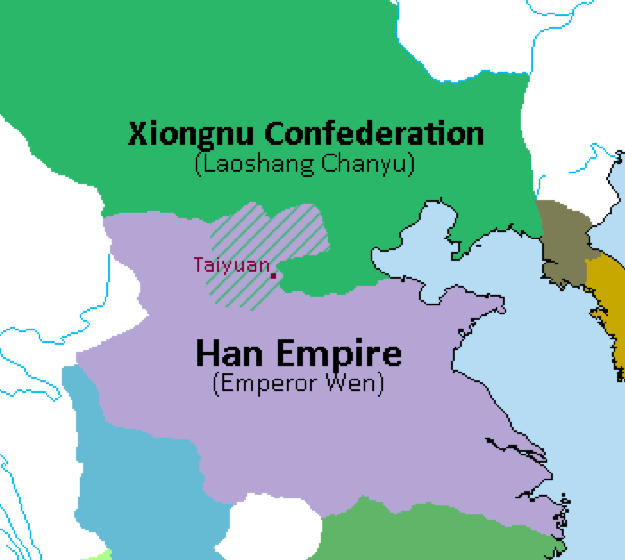 Xiongnu Confederation
(Laoshang Chanyu)
Taiyuan
Han Empire
(Emperor Wen)